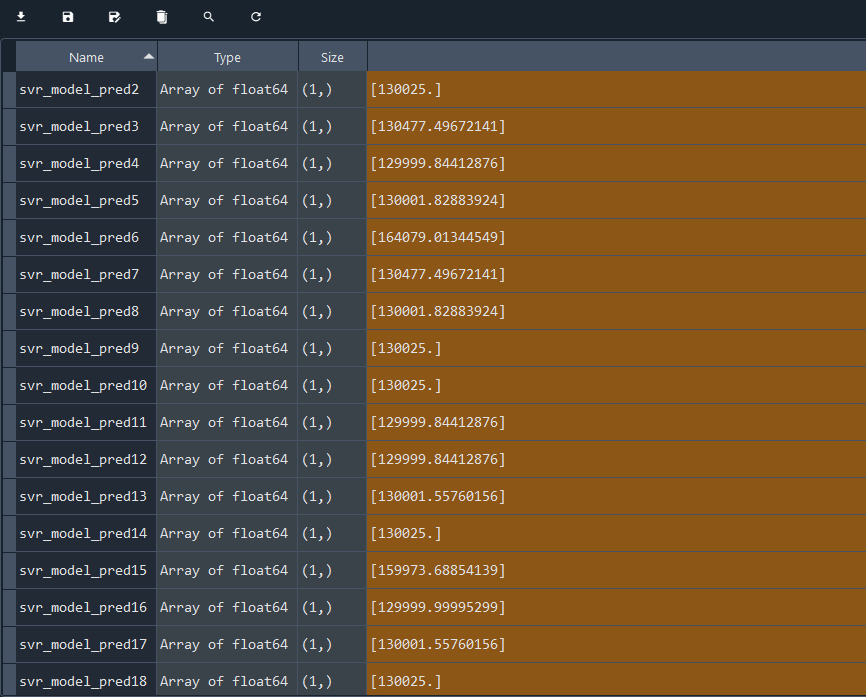 Name Type Size
svr_model_pred2 Array of float64 (1,) [130025.]
svr_model_pred3 Array of float64 (1,) [130477.49672141]
svr_model_pred4 Array of float64 (1,) [129999.84412876]
svr_model_pred5 Array of float64 (1,) [130001.82883924]
svr_model_pred6 Array of float64 (1,) [164079.01344549]
svr_model_pred7 Array of float64 (1,) [130477.49672141]
svr_model_pred8 Array of float64 (1,) [130001.82883924]
svr_model_pred9 Array of float64 (1,) [130025.]
svr_model_pred10 Array of float64 (1,) [130025.]
svr_model_pred11 Array of float64 (1,) [129999.84412876]
svr_model_pred12 Array of float64 (1,) [129999.84412876]
svr_model_pred13 Array of float64 (1,) [130001.55760156]
svr_model_pred14 Array of float64 (1,) [130025.]
svr_model_pred15 Array of float64 (1,) [159973.68854139]
svr_model_pred16 Array of float64 (1,) [129999.99995299]
svr_model_pred17 Array of float64 (1,) [130001.55760156]
svr_model_pred18 Array of float64 (1,) [130025.]